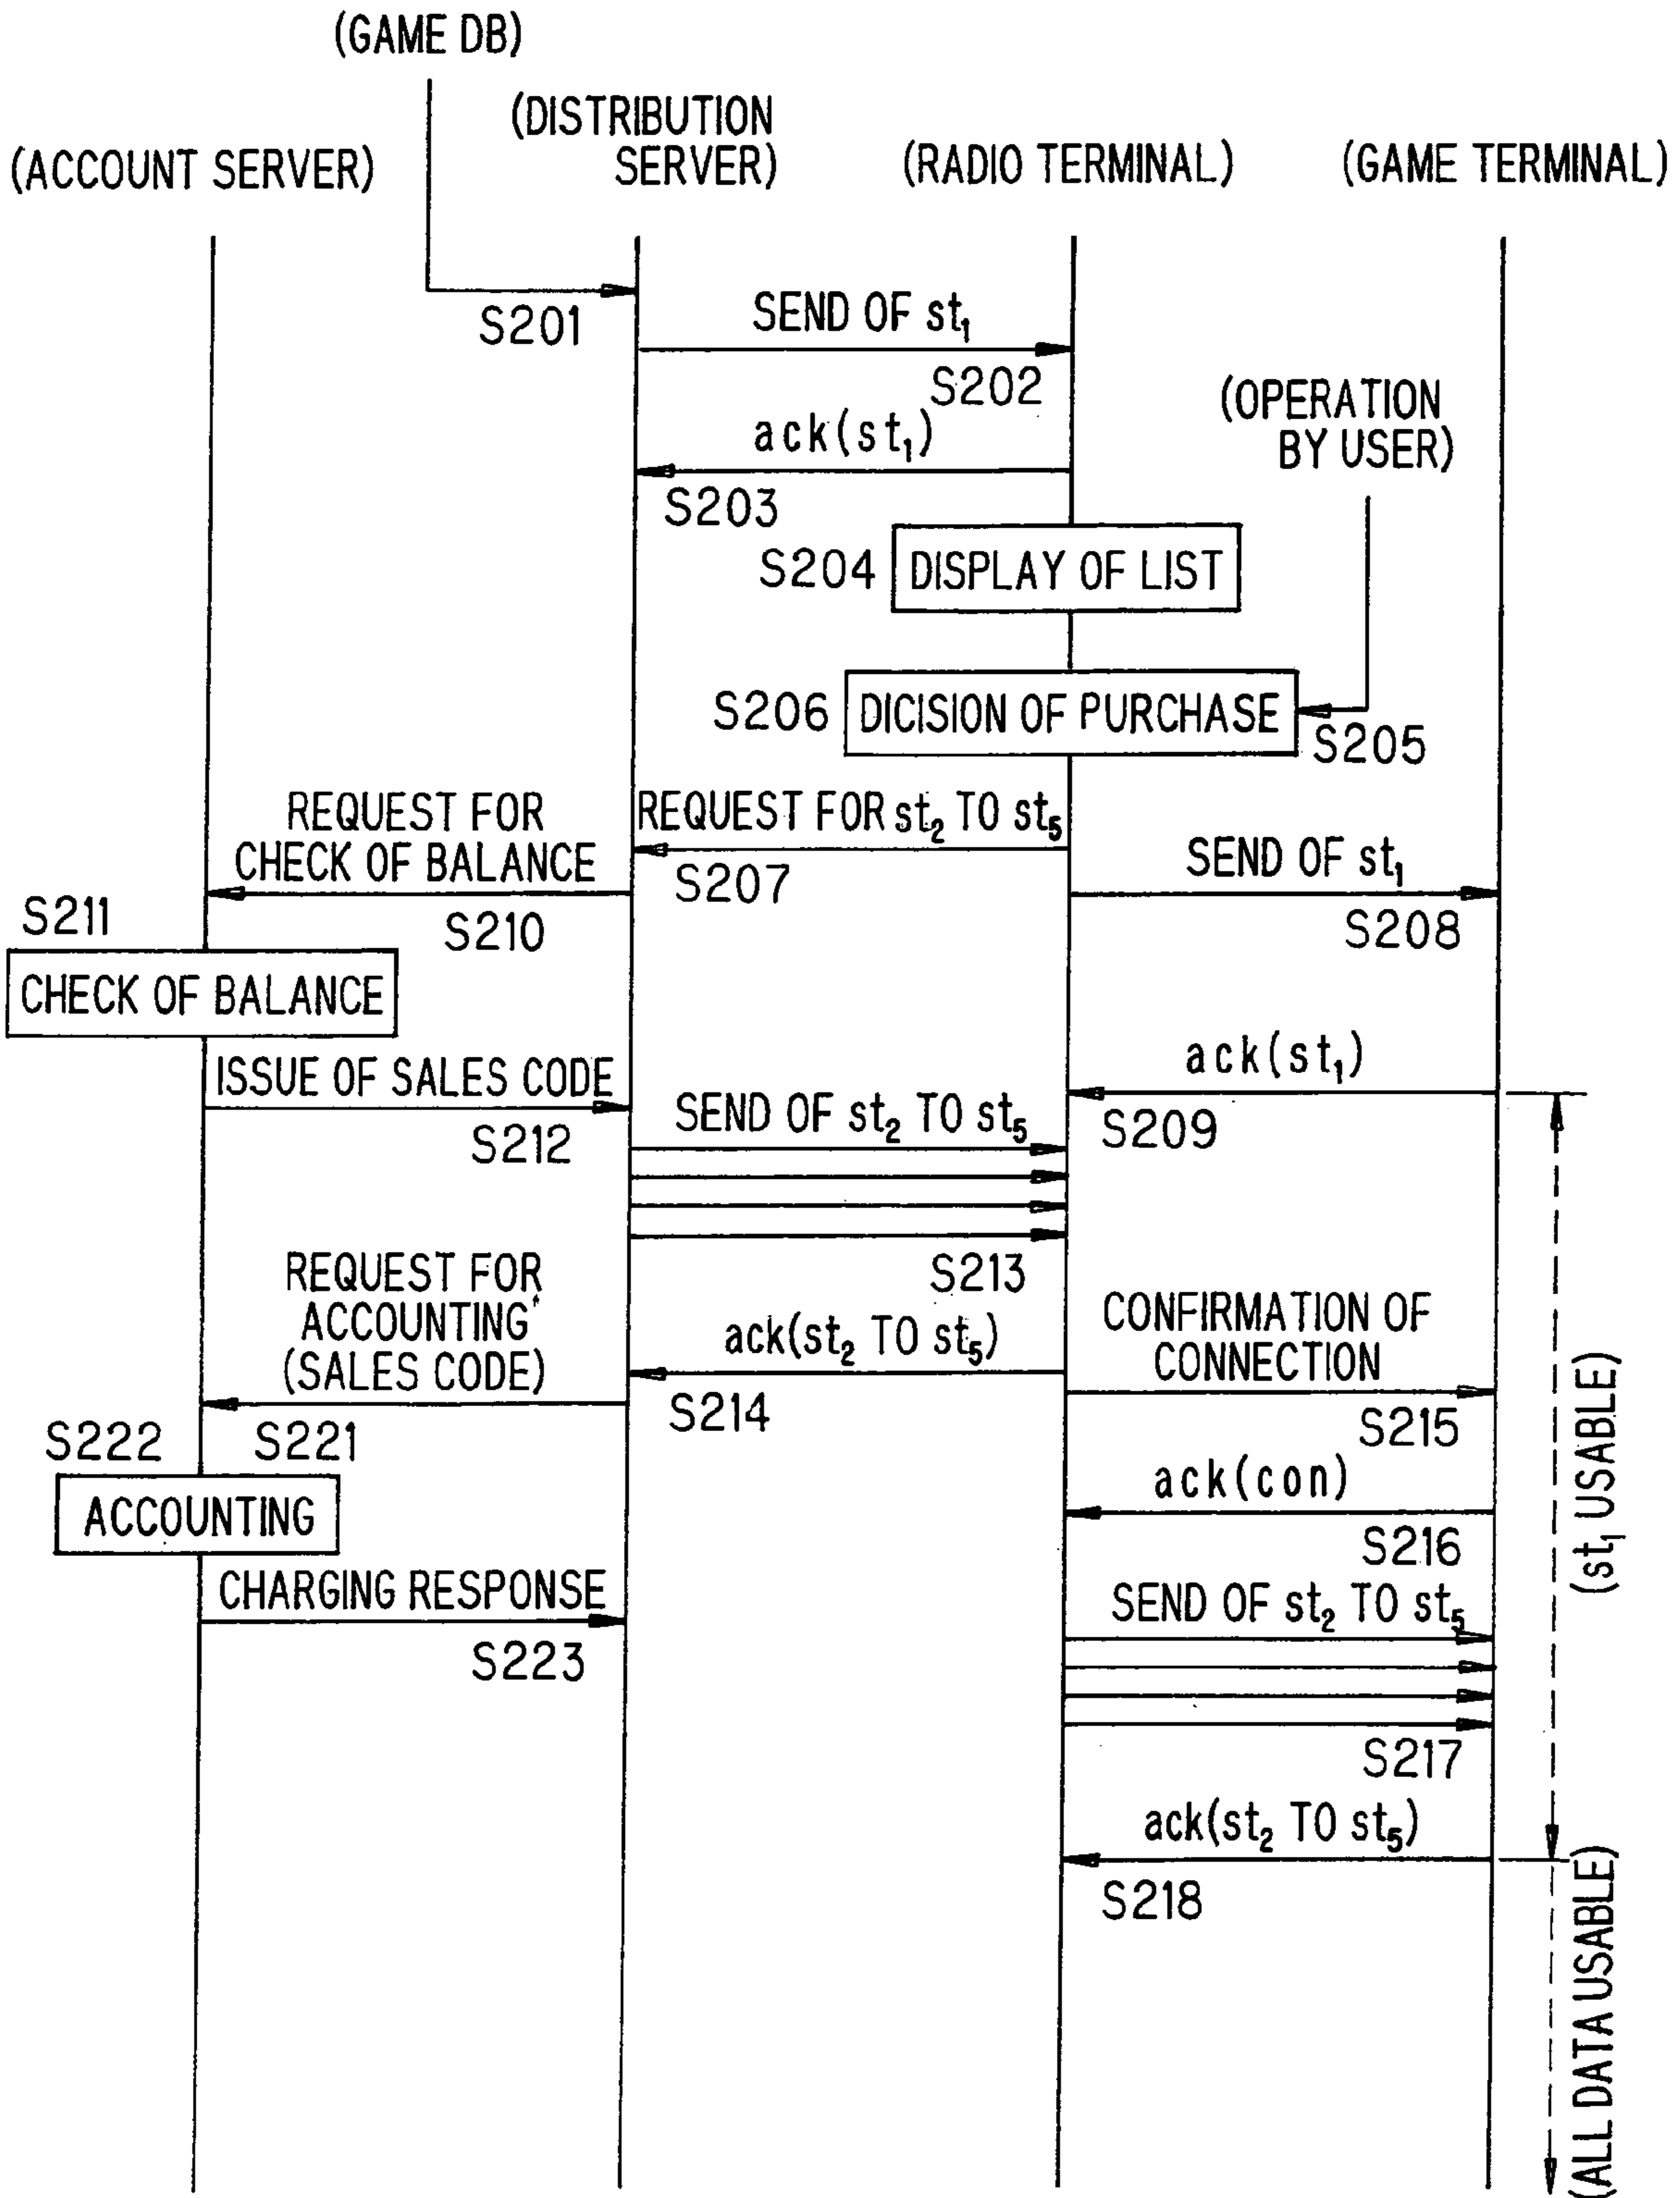 (GAME DB)
(DISTRIBUTION
SERVER)
(ACCOUNT SERVER)
(RADIO TERMINAL)
(GAME TERMINAL)
S201
SEND OF st₁
S202
(OPERATION
BY USER)
ack(st₁)
S203
S204
DISPLAY OF LIST
S206
DICISION OF PURCHASE
S205
REQUEST FOR
CHECK OF BALANCE
REQUEST FOR st₂ TO st₅
SEND OF st₁
S207
S211
S210
S208
CHECK OF BALANCE
ISSUE OF SALES CODE
ack(st₁)
SEND OF st₂ TO st₅
S209
S212
S213
REQUEST FOR
ACCOUNTING
(SALES CODE)
ack(st₂ TO st₅)
CONFIRMATION OF
CONNECTION
S214
S215
S222
S221
(st₁ USABLE)
ack(con)
ACCOUNTING
S216
CHARGING RESPONSE
SEND OF st₂ TO st₅
S223
S217
ack(st₂ TO st₅)
S218
(ALL DATA USABLE)